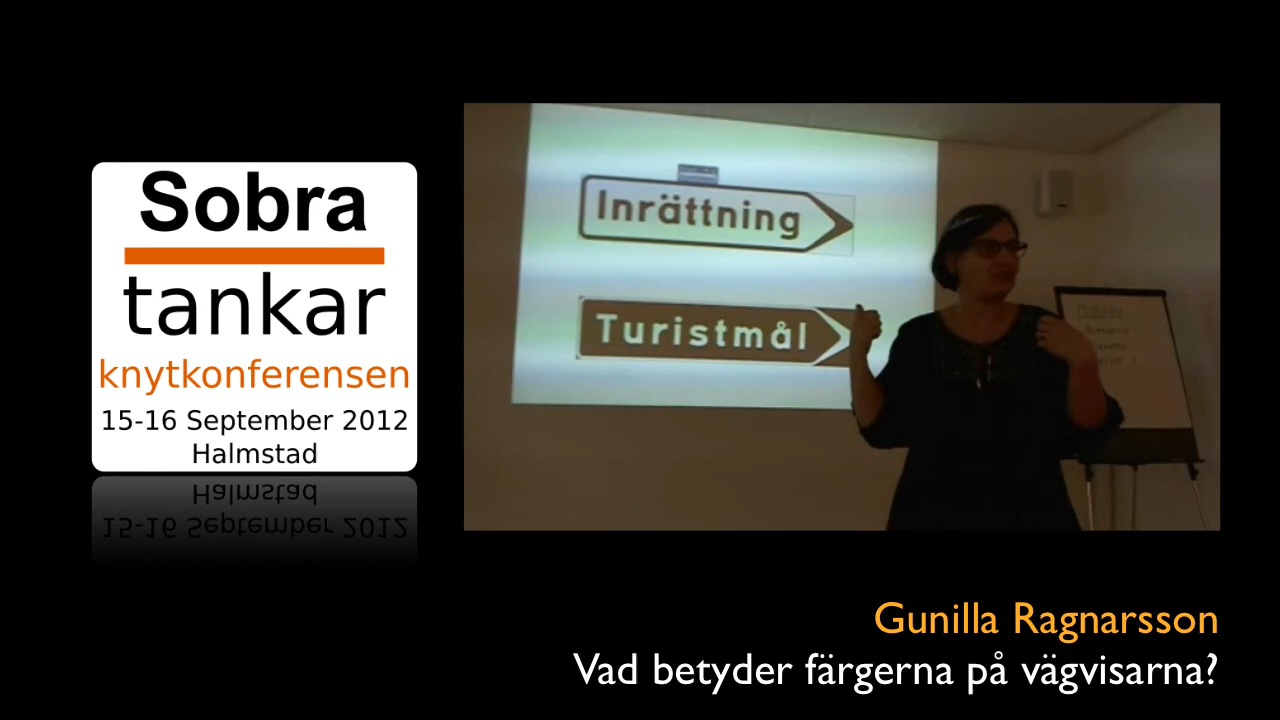 Sobra
tankar
knytkonferensen
15-16 September 2012
Halmstad
Inrättning
Turistmål
Gunilla Ragnarsson
Vad betyder färgerna på vägvisarna?